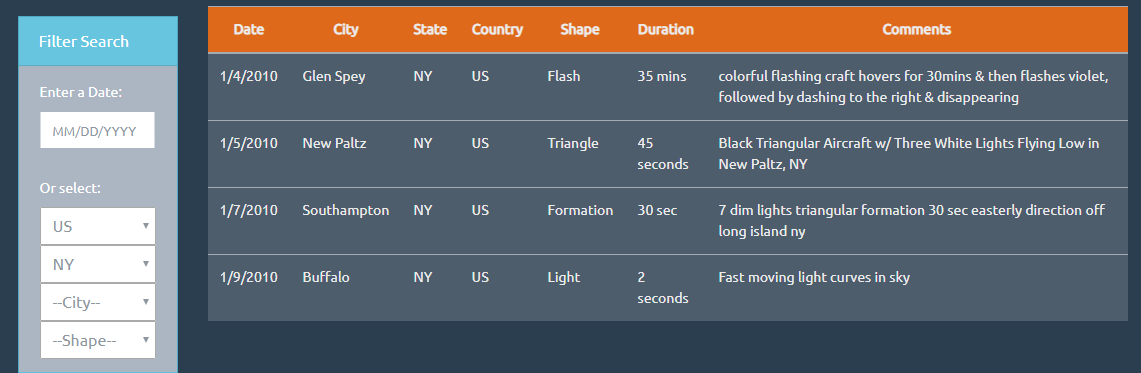 Filter Search
Enter a Date:
MM/DD/YYYY
Or select:
US
NY
--City--
--Shape--
Date City State Country Shape Duration Comments
1/4/2010 Glen Spey NY US Flash 35 mins colorful flashing craft hovers for 30mins & then flashes violet,
followed by dashing to the right & disappearing
1/5/2010 New Paltz NY US Triangle 45 Black Triangular Aircraft w/ Three White Lights Flying Low in
seconds New Paltz, NY
1/7/2010 Southampton NY US Formation 30 sec 7 dim lights triangular formation 30 sec easterly direction off
long island ny
1/9/2010 Buffalo NY US Light 2 Fast moving light curves in sky
seconds